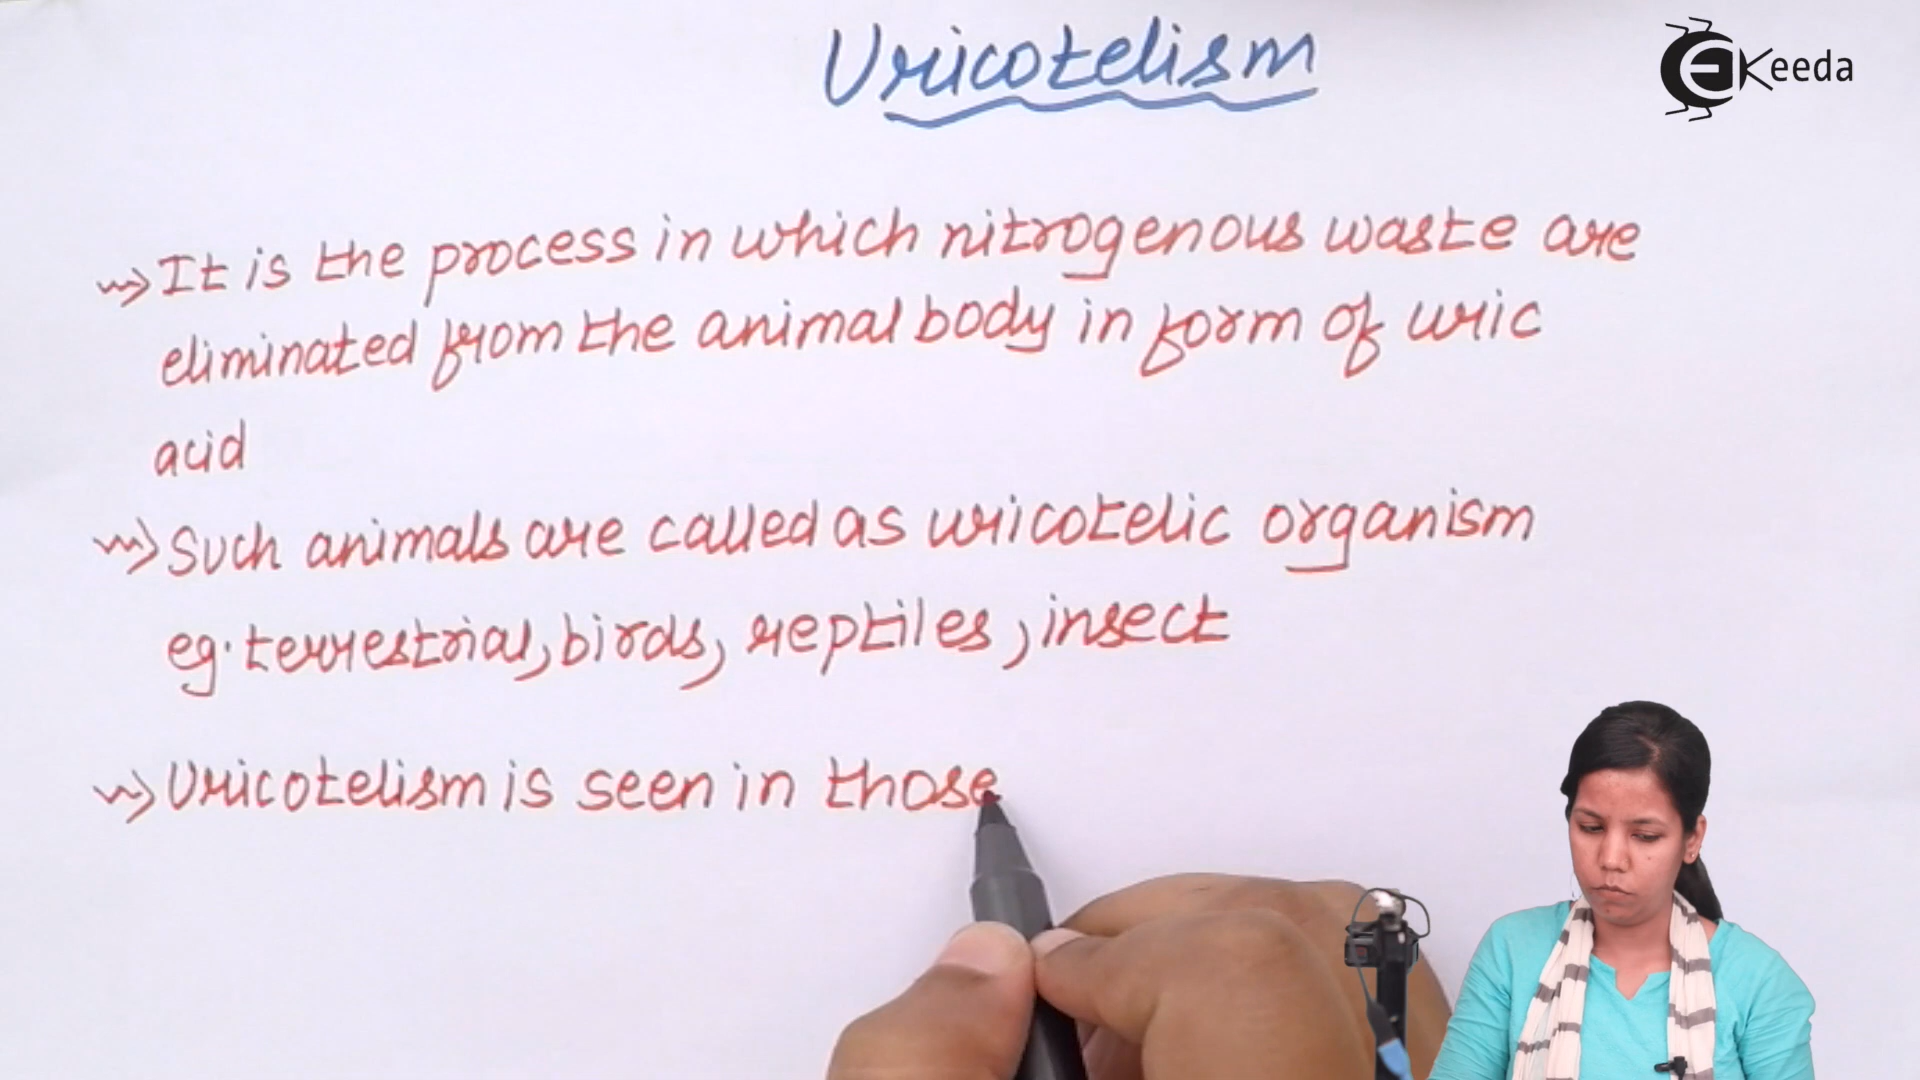 Uricotelism
EKeeda
It is the process in which nitrogenous waste are
eliminated from the animal body in form of uric
acid
Such animals are called as uricotelic organism
eg. terrestrial, birds, reptiles, insect
Uricotelism is seen in those